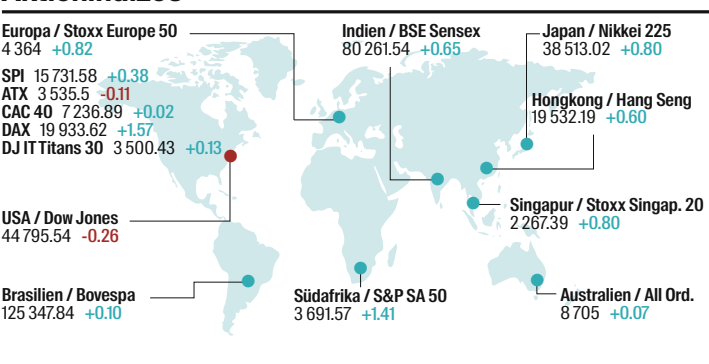 Europa / Stoxx Europe 50
4 364 +0.82
SPI 15 731.58 +0.38
ATX 3 535.5 -0.11
CAC 40 7 236.89 +0.02
DAX 19 933.62 +1.57
DJ IT Titans 30 3 500.43 +0.13
USA / Dow Jones
44 795.54 -0.26
Brasilien / Bovespa
125 347.84 +0.10
Indien / BSE Sensex
80 261.54 +0.65
Südafrika / S&P SA 50
3 691.57 +1.41
Japan / Nikkei 225
38 513.02 +0.80
Hongkong / Hang Seng
19 532.19 +0.60
Singapur / Stoxx Singap. 20
2 267.39 +0.80
Australien / All Ord.
8 705 +0.07